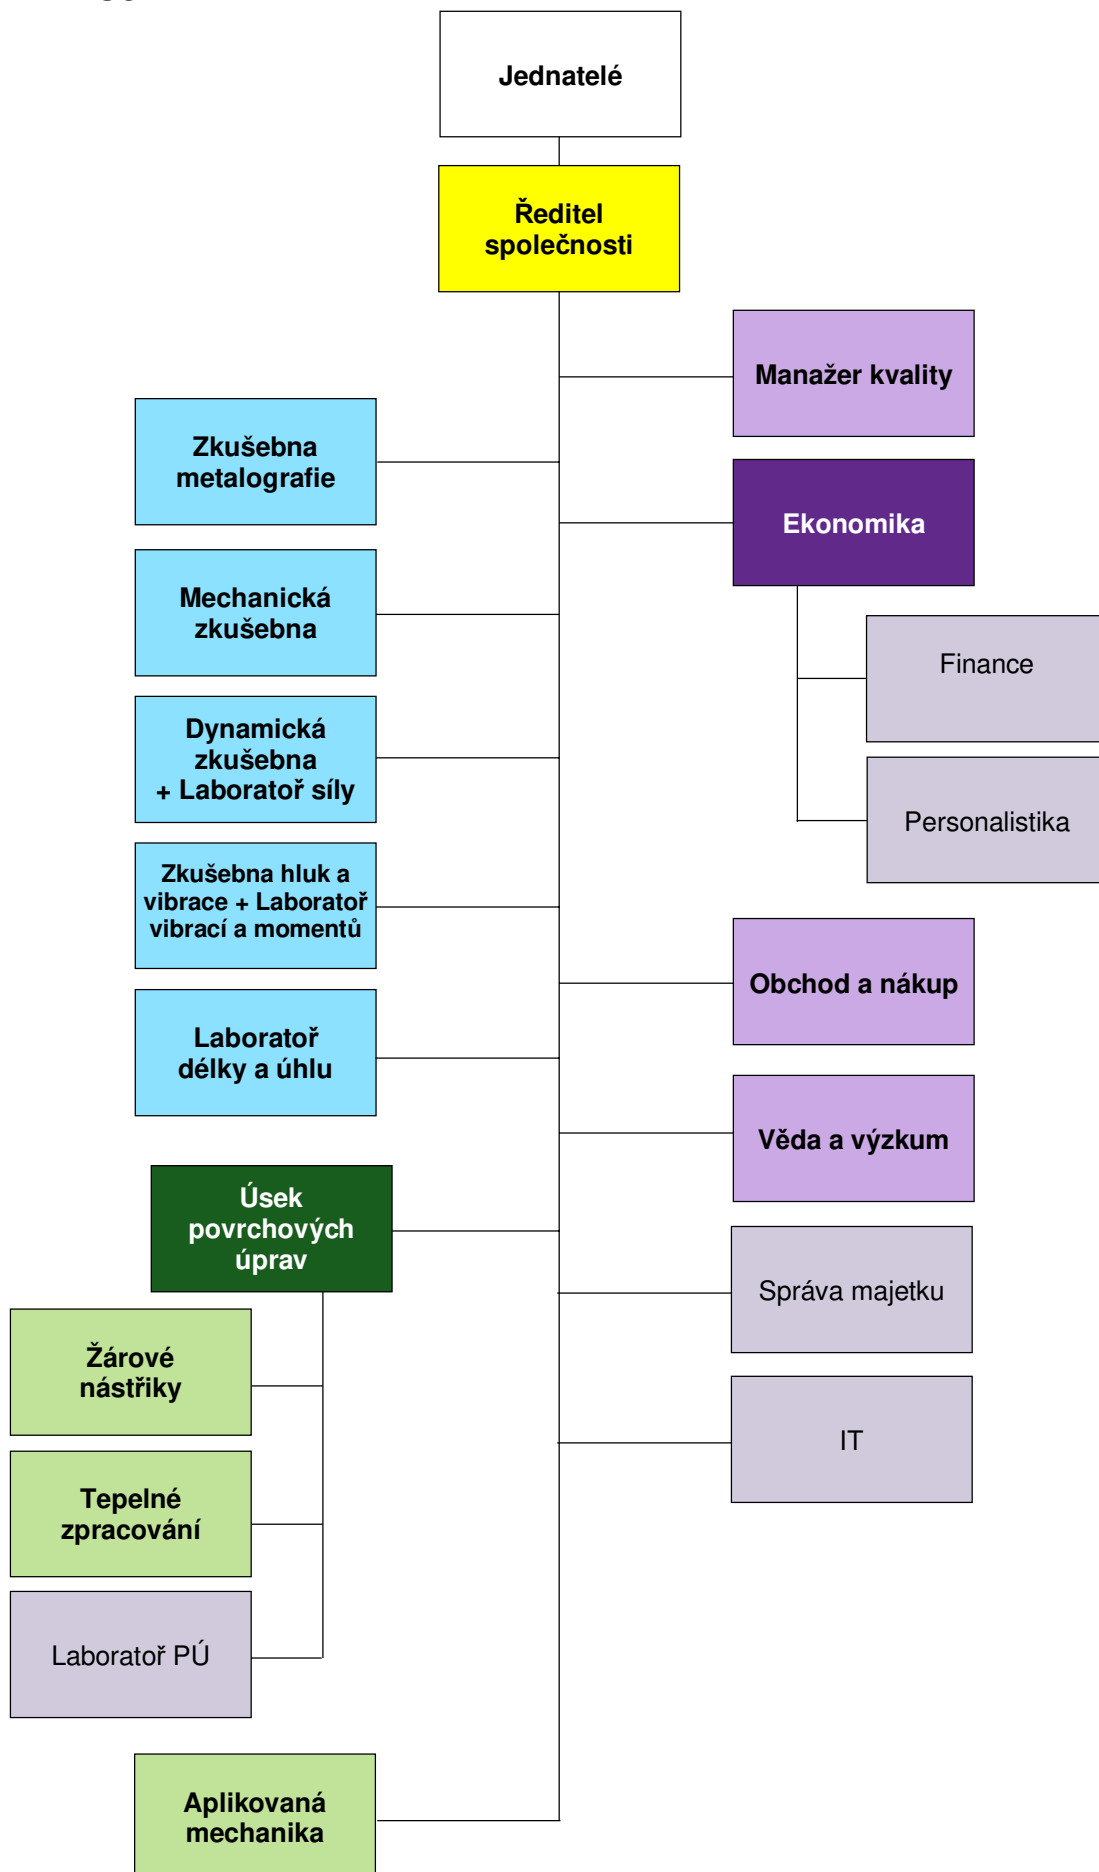 Jednatelé
Ředitel
společnosti
Manažer kvality
Zkušebna
metalografie
Ekonomika
Mechanická
zkušebna
Finance
Dynamická
zkušebna
+ Laboratoř síly
Personalistika
Zkušebna hluk a
vibrace + Laboratoř
vibrací a momentů
Obchod a nákup
Laboratoř
délky a úhlu
Věda a výzkum
Úsek
povrchových
úprav
Správa majetku
Žárové
nástřiky
IT
Tepelné
zpracování
Laboratoř PÚ
Aplikovaná
mechanika